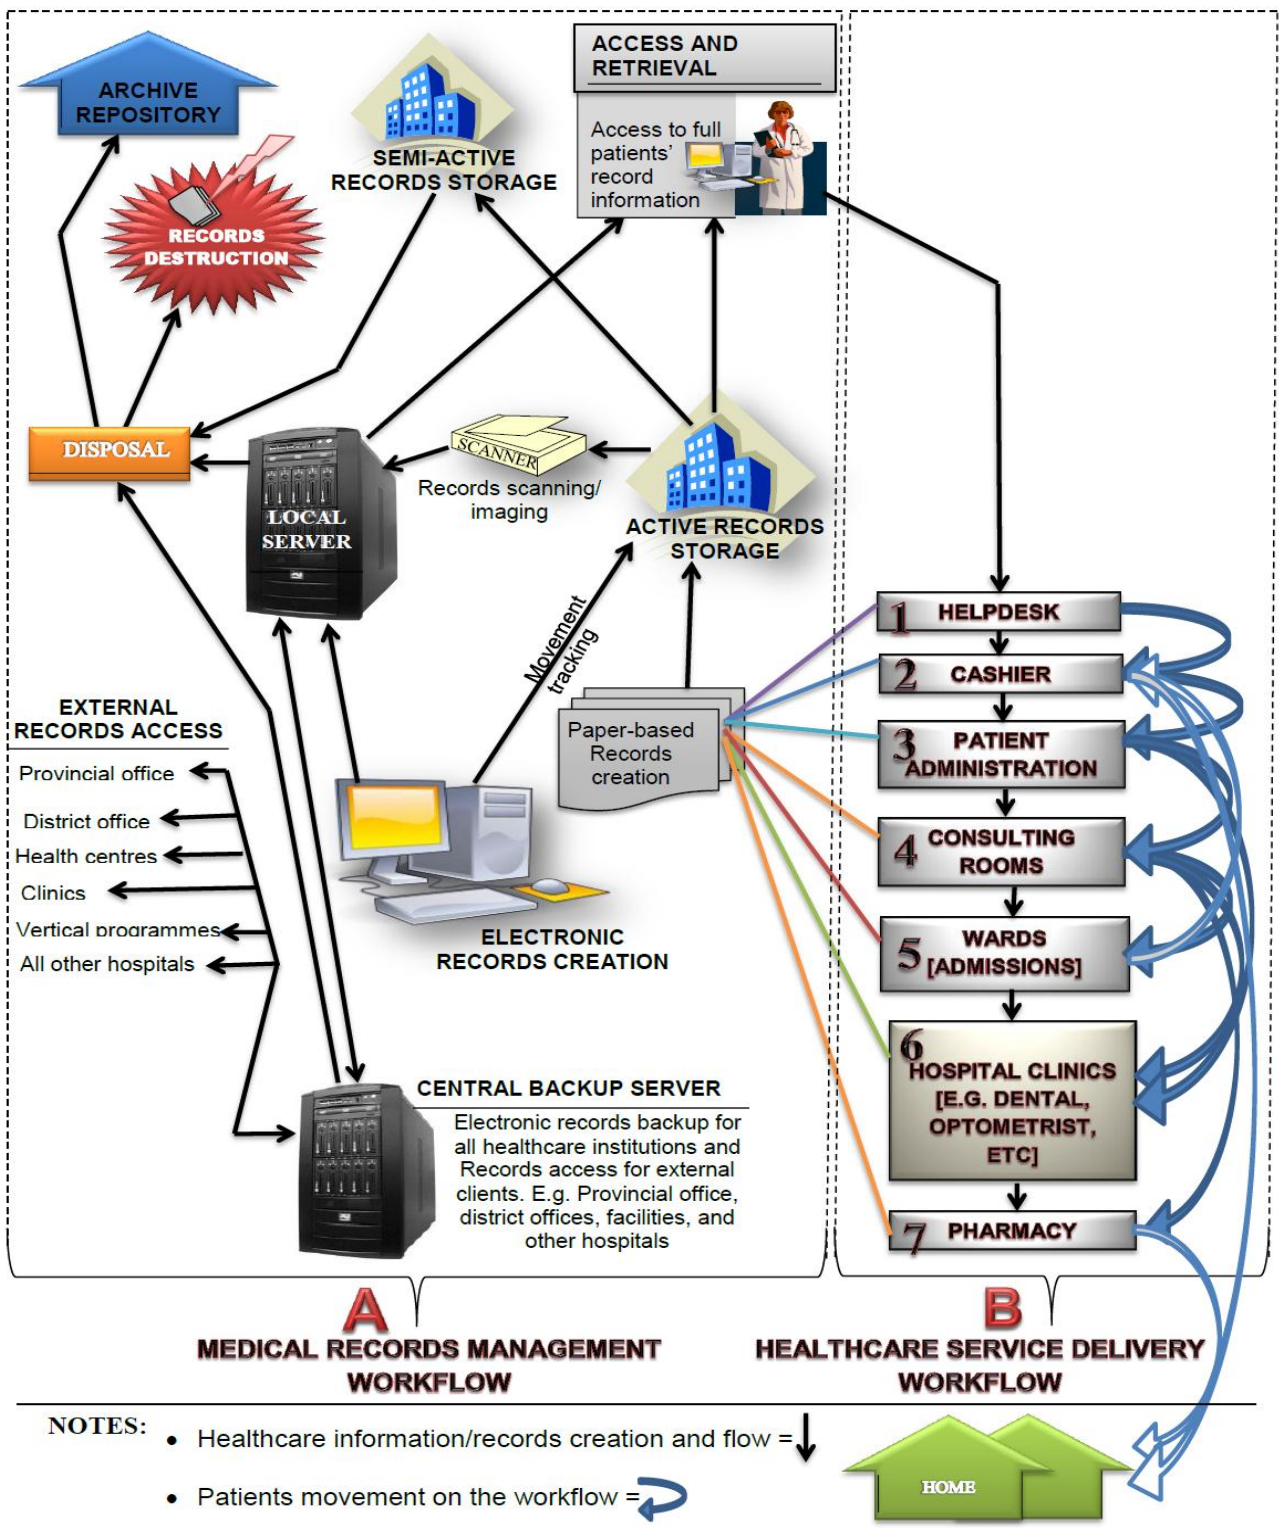 ARCHIVE
REPOSITORY
RECORDS
DESTRUCTION
SEMI-ACTIVE
RECORDS STORAGE
ACCESS AND
RETRIEVAL
Access to full
patients’
record
information
DISPOSAL
LOCAL
SERVER
SCANNER
Records scanning/
imaging
ACTIVE RECORDS
STORAGE
Movement
tracking
Paper-based
Records
creation
EXTERNAL
RECORDS ACCESS
Provincial office
District office
Health centres
Clinics
Vertical programmes
All other hospitals
ELECTRONIC
RECORDS CREATION
CENTRAL BACKUP SERVER
Electronic records backup for
all healthcare institutions and
Records access for external
clients. E.g. Provincial office,
district offices, facilities, and
other hospitals
1 HELPDESK
2 CASHIER
3 PATIENT
ADMINISTRATION
4 CONSULTING
ROOMS
5 WARDS
[ADMISSIONS]
6
HOSPITAL CLINICS
[E.G. DENTAL,
OPTOMETRIST,
ETC]
7 PHARMACY
A
MEDICAL RECORDS MANAGEMENT
WORKFLOW
B
HEALTHCARE SERVICE DELIVERY
WORKFLOW
NOTES:
• Healthcare information/records creation and flow =
• Patients movement on the workflow =
HOME